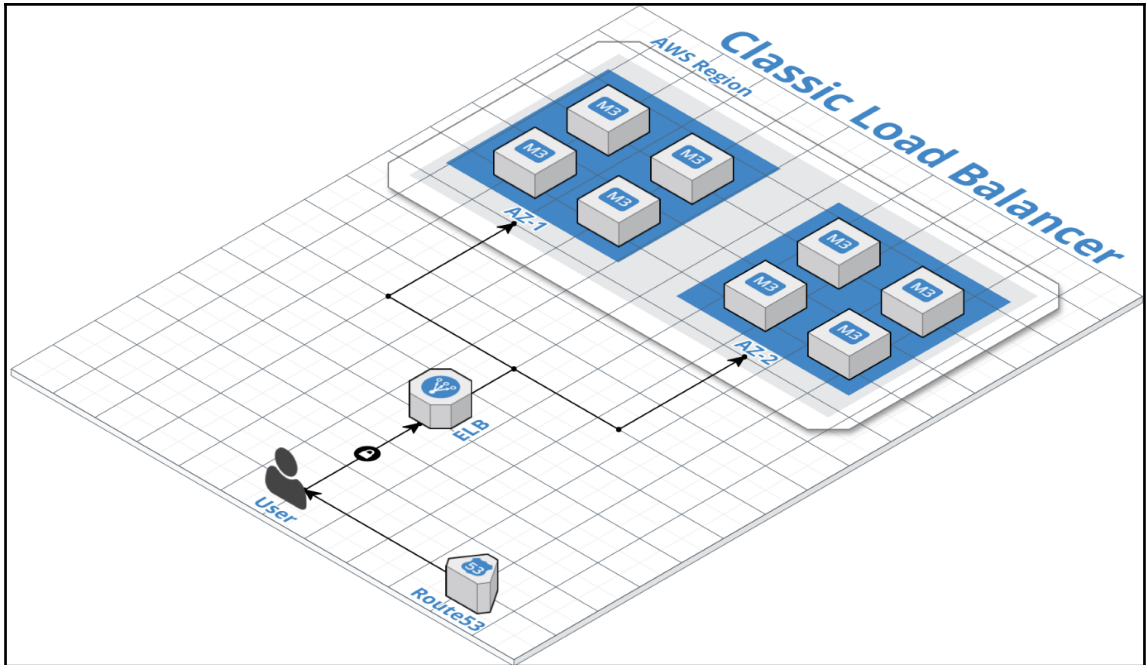 Classic Load Balancer
AWS Region
M3
M3
M3
M3
AZ-1
M3
M3
M3
M3
AZ-2
ELB
User
53
Route53